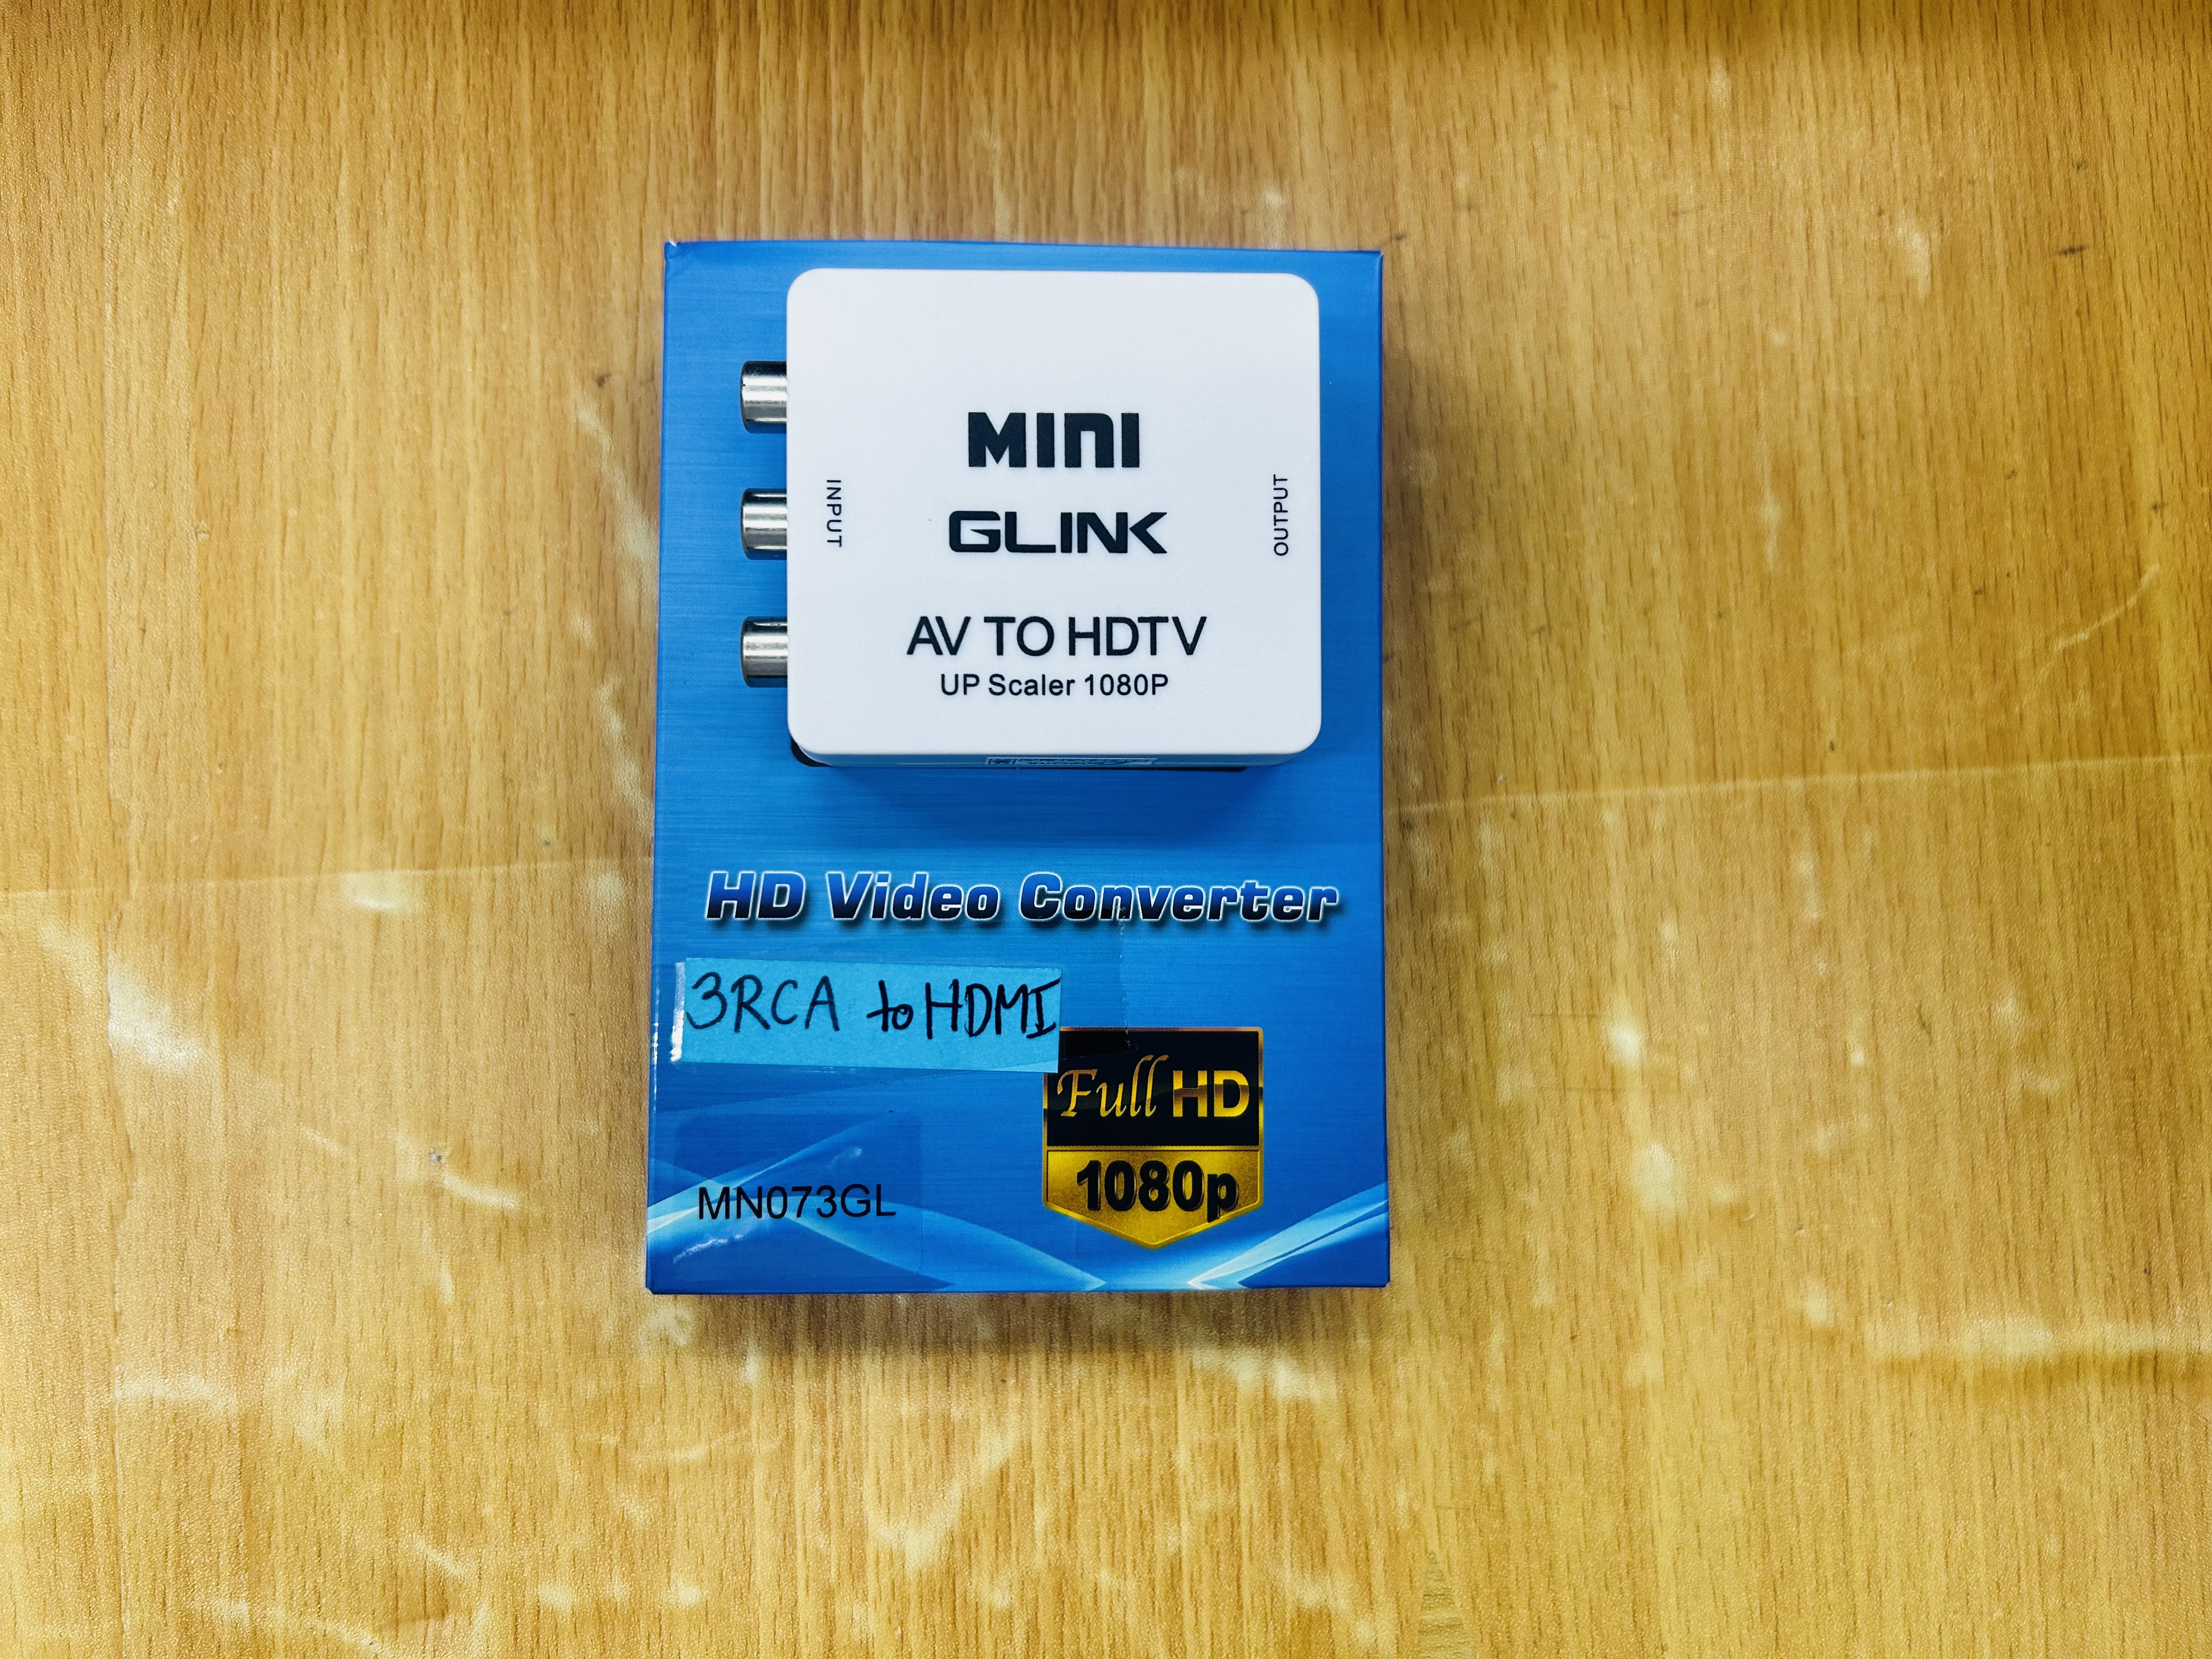 MINI
GLINK
INPUT
OUTPUT
AV TO HDTV
UP Scaler 1080P
HD Video Converter
3RCA to HDMI
Full HD
1080p
MN073GL